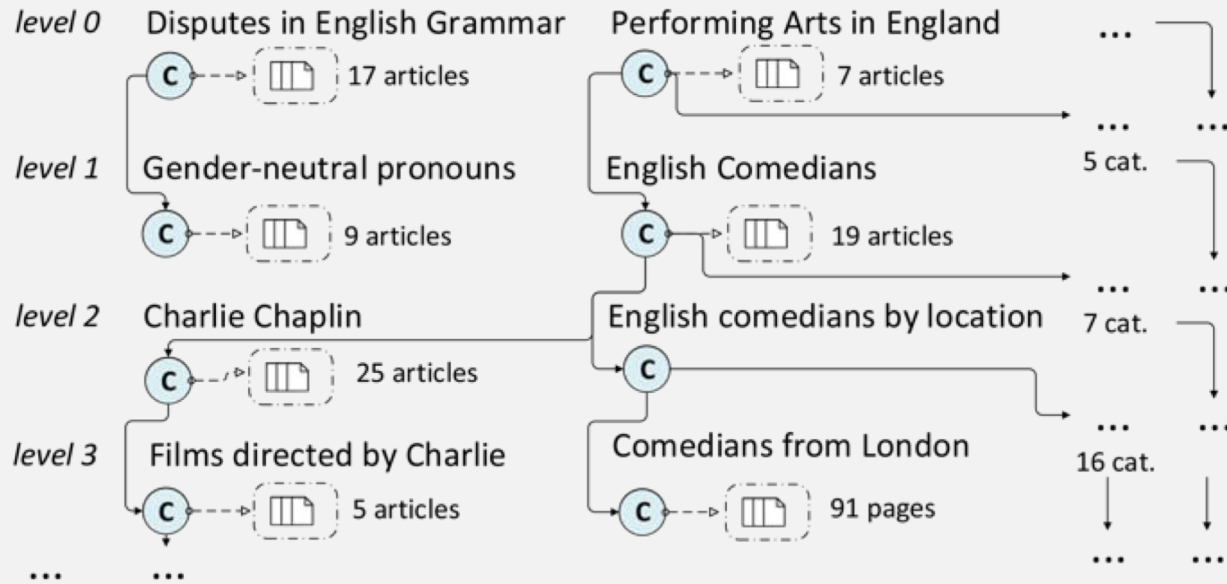 level 0 Disputes in English Grammar Performing Arts in England ...
C 17 articles C 7 articles
... ...
level 1 Gender-neutral pronouns English Comedians 5 cat.
C 9 articles C 19 articles
... ...
level 2 Charlie Chaplin English comedians by location 7 cat.
C 25 articles C
... ...
level 3 Films directed by Charlie Comedians from London 16 cat.
C 5 articles C 91 pages
... ... ... ...